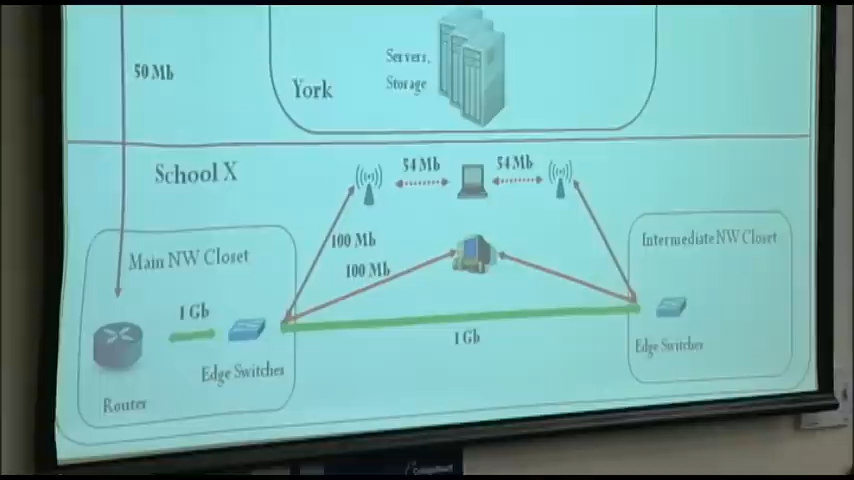 50 Mb
Servers,
Storage
York
School X
54 Mb
54 Mb
100 Mb
100 Mb
Main NW Closet
Intermediate NW Closet
1 Gb
1 Gb
Edge Switches
Edge Switches
Router